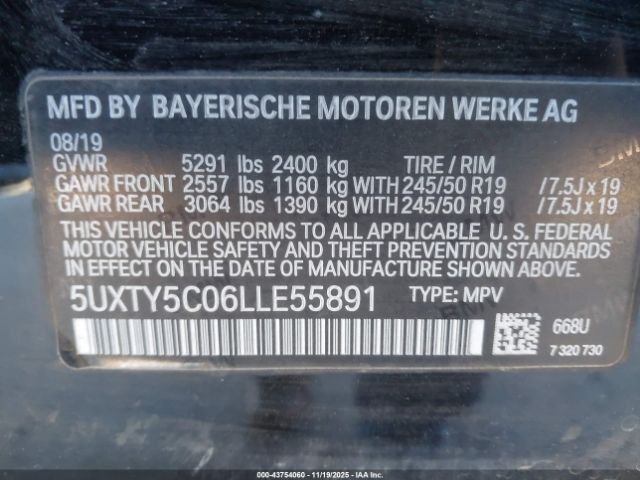 MFD BY BAYERISCHE MOTOREN WERKE AG
08/19
GVWR 5291 lbs 2400 kg TIRE / RIM
GAWR FRONT 2557 lbs 1160 kg WITH 245/50 R19 /7.5J x 19
GAWR REAR 3064 lbs 1390 kg WITH 245/50 R19 /7.5J x 19
THIS VEHICLE CONFORMS TO ALL APPLICABLE U. S. FEDERAL
MOTOR VEHICLE SAFETY AND THEFT PREVENTION STANDARDS
IN EFFECT ON THE DATE OF MANUFACTURE SHOWN ABOVE.
5UXTY5C06LLE55891 TYPE: MPV
668U
7 320 730
000-43754060 - 11/19/2025 - © IAA Inc.